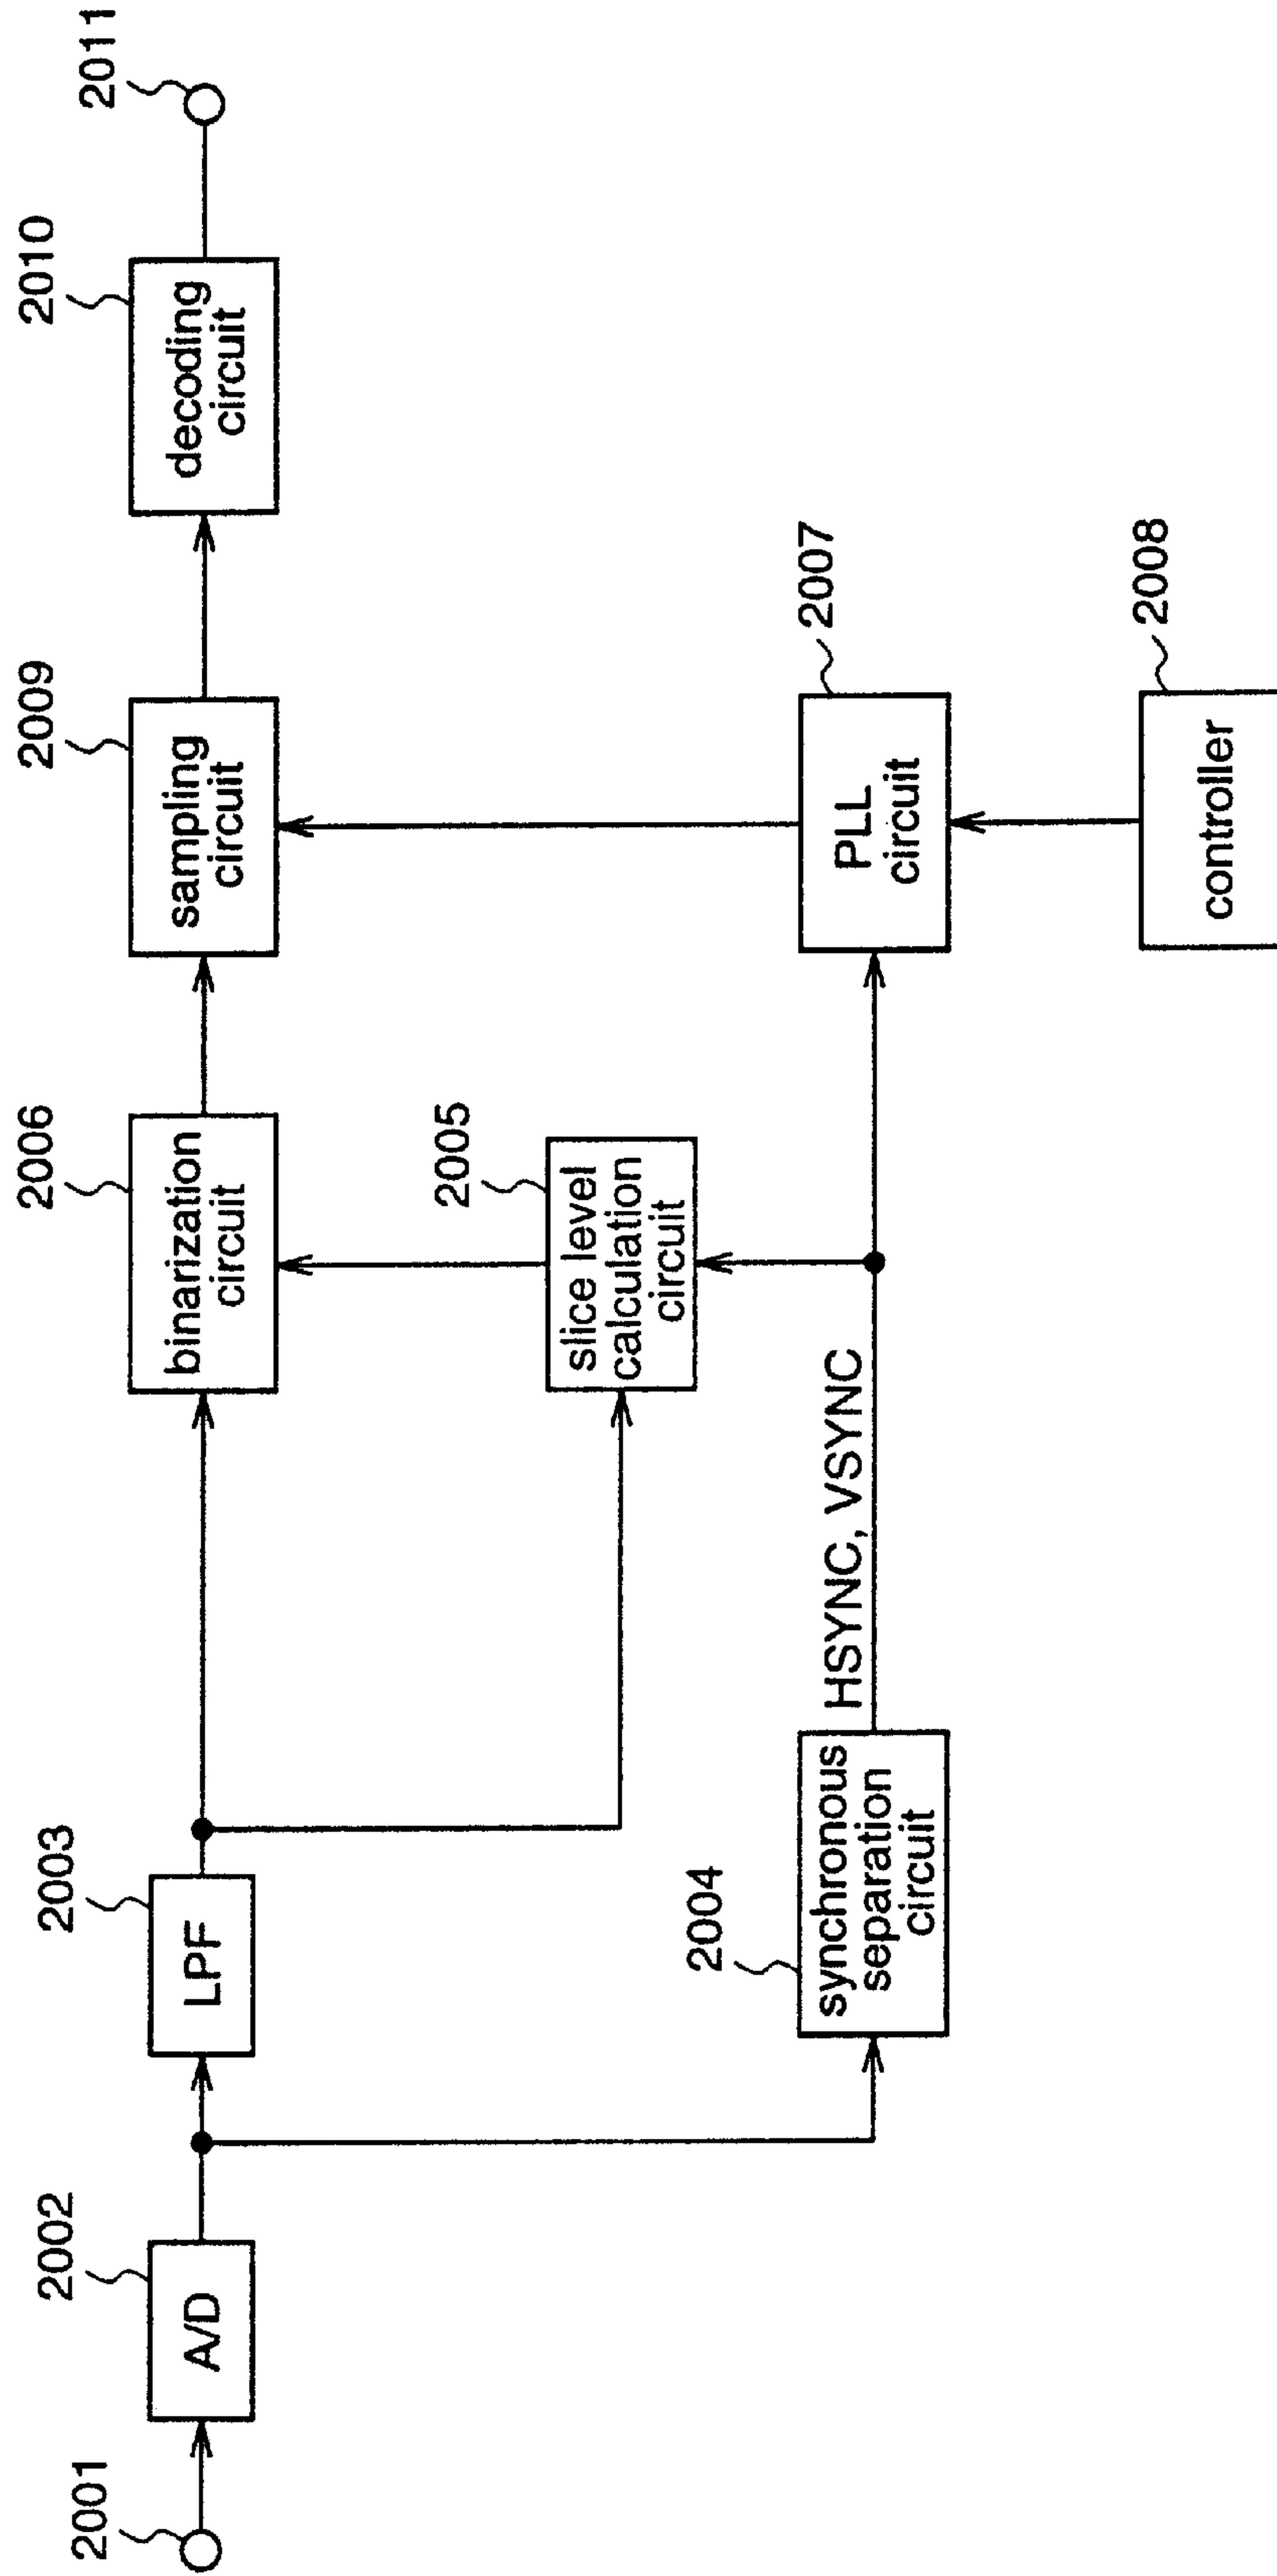 2001
2002
A/D
2003
LPF
2004
synchronous
separation
circuit
HSYNC, VSYNC
2005
slice level
calculation
circuit
2006
binarization
circuit
2007
PLL
circuit
2008
controller
2009
sampling
circuit
2010
decoding
circuit
2011